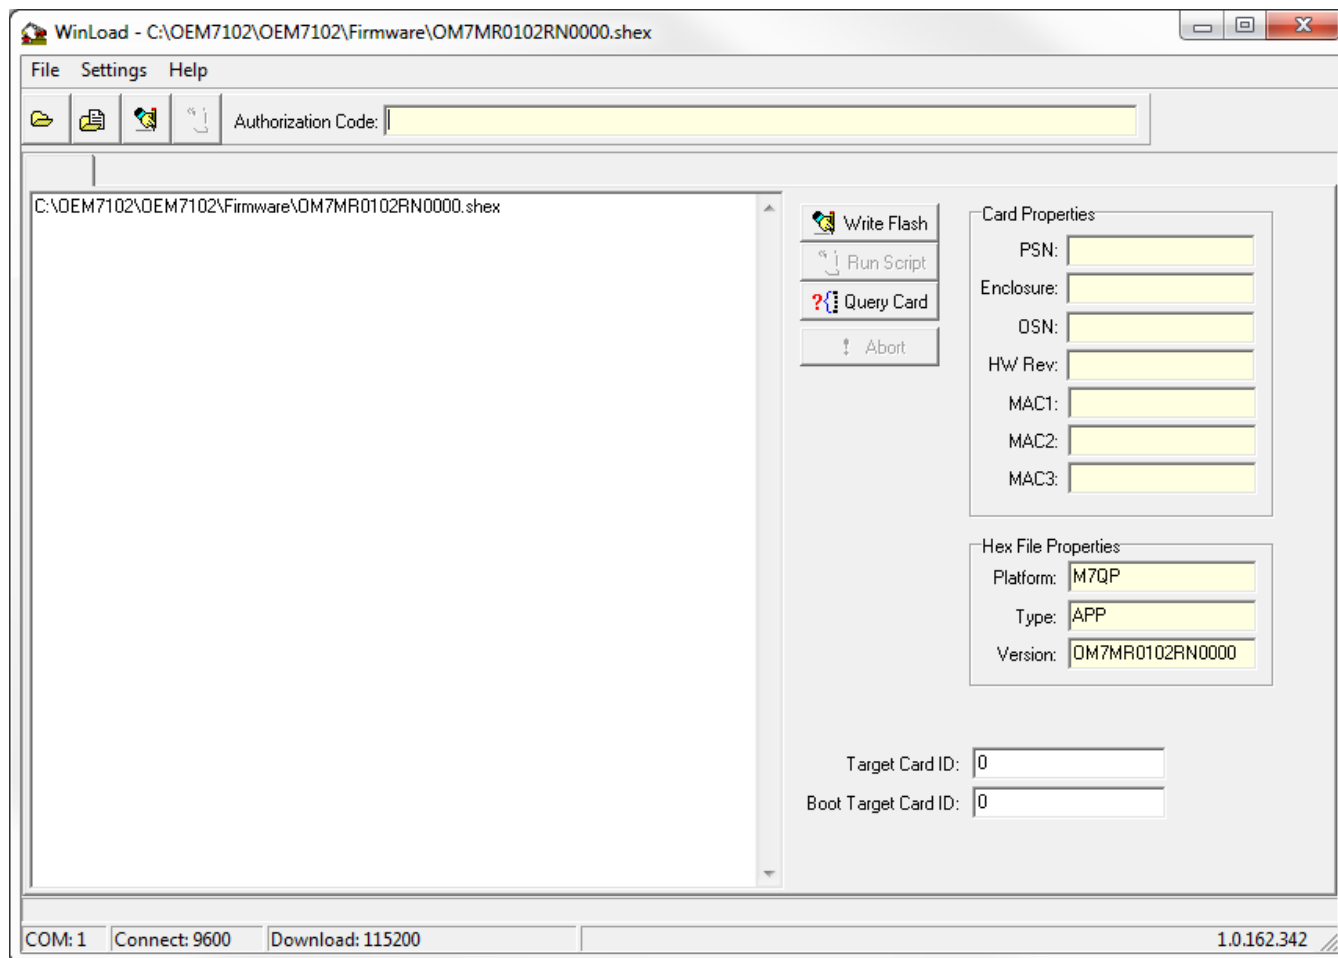 WinLoad - C:\OEM7102\OEM7102\Firmware\OM7MR0102RN0000.shex
File Settings Help
Authorization Code:
C:\OEM7102\OEM7102\Firmware\OM7MR0102RN0000.shex
Write Flash
Run Script
Query Card
Abort
Card Properties
PSN:
Enclosure:
OSN:
HW Rev:
MAC1:
MAC2:
MAC3:
Hex File Properties
Platform: M7QP
Type: APP
Version: OM7MR0102RN0000
Target Card ID: 0
Boot Target Card ID: 0
COM: 1 Connect: 9600 Download: 115200 1.0.162.342